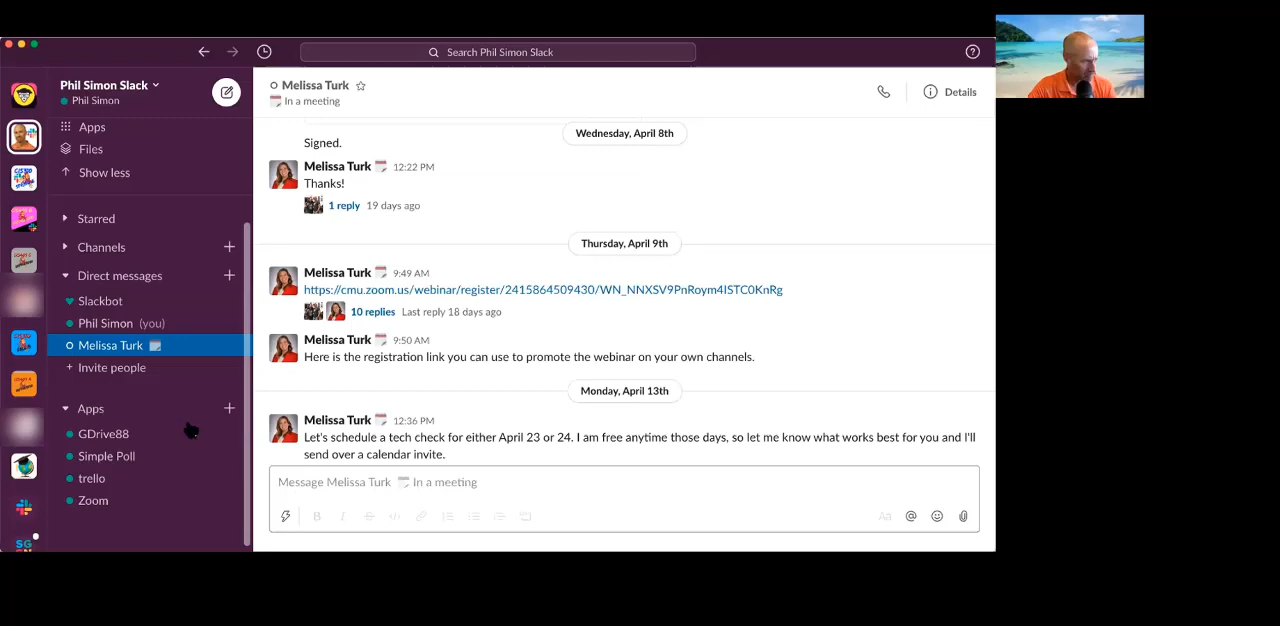 Search Phil Simon Slack
Phil Simon Slack
Phil Simon
Apps
Files
Show less
Starred
Channels
Direct messages
Slackbot
Phil Simon (you)
Melissa Turk
+ Invite people
Apps
GDrive88
Simple Poll
trello
Zoom
Melissa Turk
In a meeting
Details
Wednesday, April 8th
Signed.
Melissa Turk 12:22 PM
Thanks!
1 reply 19 days ago
Thursday, April 9th
Melissa Turk 9:49 AM
https://cmu.zoom.us/webinar/register/2415864509430/WN_NNXSV9PnRoym4ISTC0KnRg
10 replies Last reply 18 days ago
Melissa Turk 9:50 AM
Here is the registration link you can use to promote the webinar on your own channels.
Monday, April 13th
Melissa Turk 12:36 PM
Let's schedule a tech check for either April 23 or 24. I am free anytime those days, so let me know what works best for you and I'll
send over a calendar invite.
Message Melissa Turk In a meeting
B I Aa @